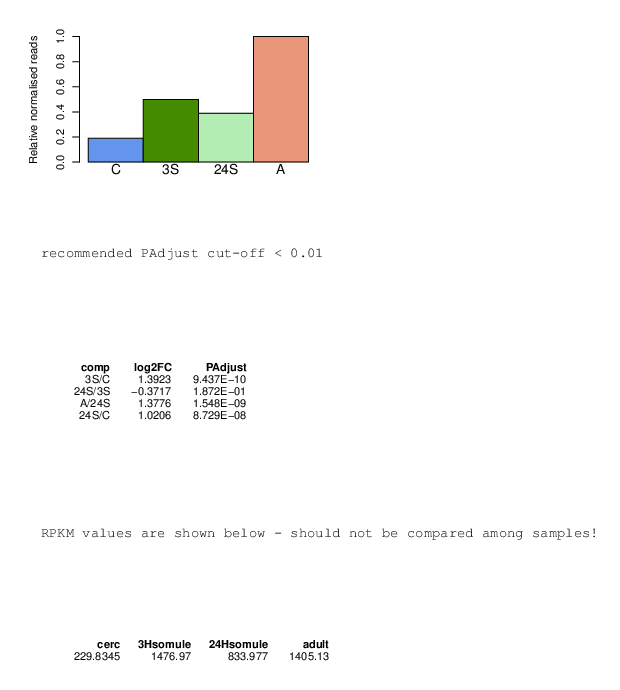 Relative normalised reads
1.0
0.8
0.6
0.4
0.2
0.0
C 3S 24S A
recommended PAdjust cut-off < 0.01
comp log2FC PAdjust
3S/C 1.3923 9.437E−10
24S/3S −0.3717 1.872E−01
A/24S 1.3776 1.548E−09
24S/C 1.0206 8.729E−08
RPKM values are shown below - should not be compared among samples!
cerc 3Hsomule 24Hsomule adult
229.8345 1476.97 833.977 1405.13